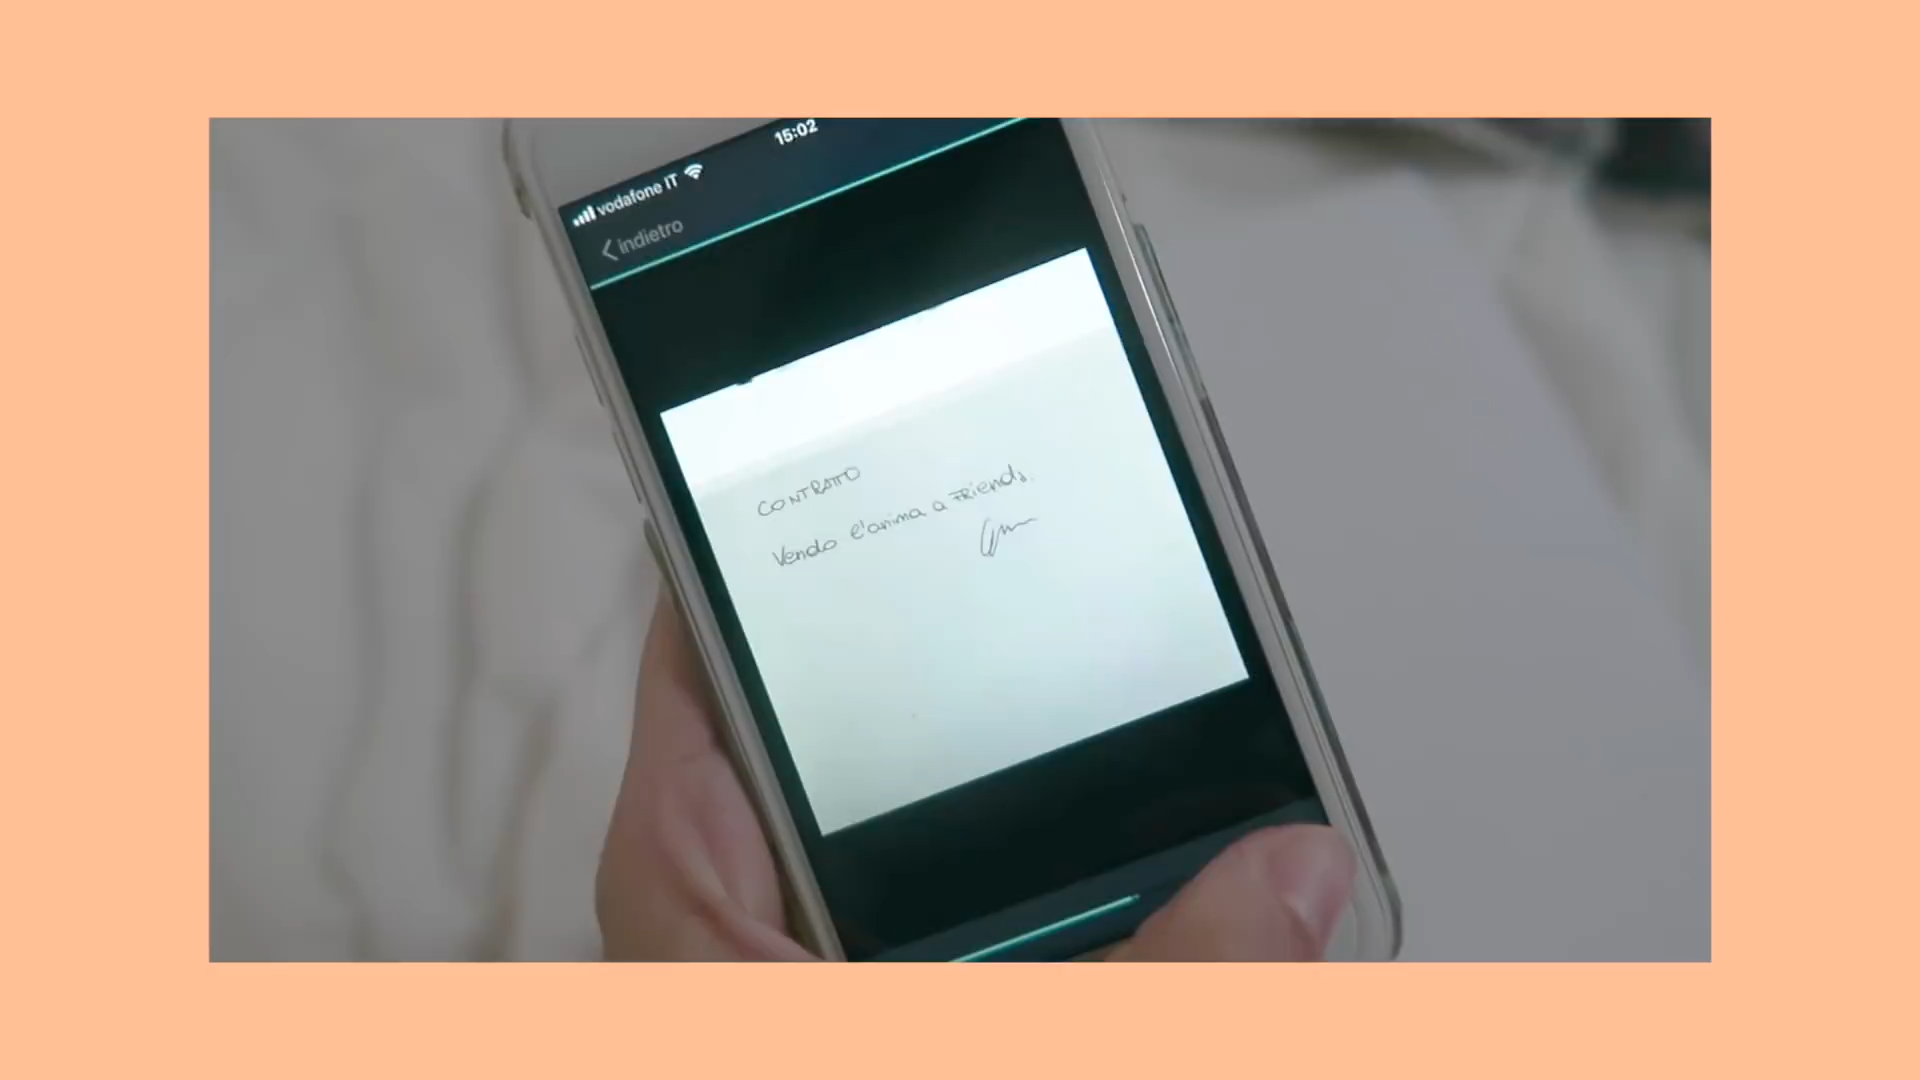 15:02
vodafone IT
indietro
CONTRATTO
Vendo l'anima a FRiends.